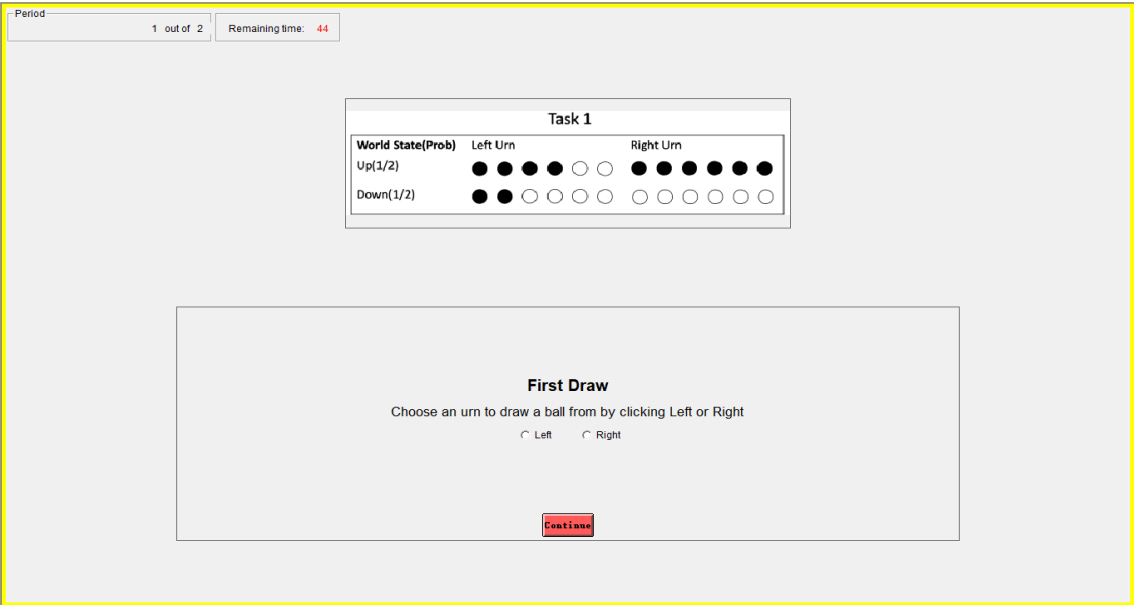 Period
1 out of 2
Remaining time: 44
Task 1
World State(Prob) Left Urn Right Urn
Up(1/2)
Down(1/2)
First Draw
Choose an urn to draw a ball from by clicking Left or Right
Left Right
Continue